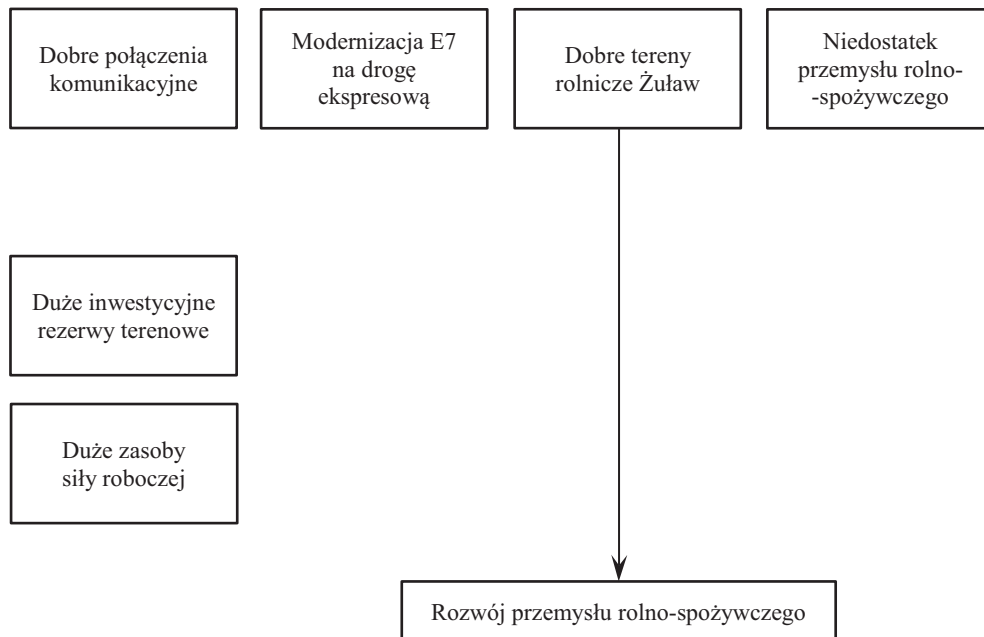 Dobre połączenia
komunikacyjne
Modernizacja E7
na drogę
ekspresową
Dobre tereny
rolnicze Żuław
Niedostatek
przemysłu rolno-
-spożywczego
Duże inwestycyjne
rezerwy terenowe
Duże zasoby
siły roboczej
Rozwój przemysłu rolno-spożywczego